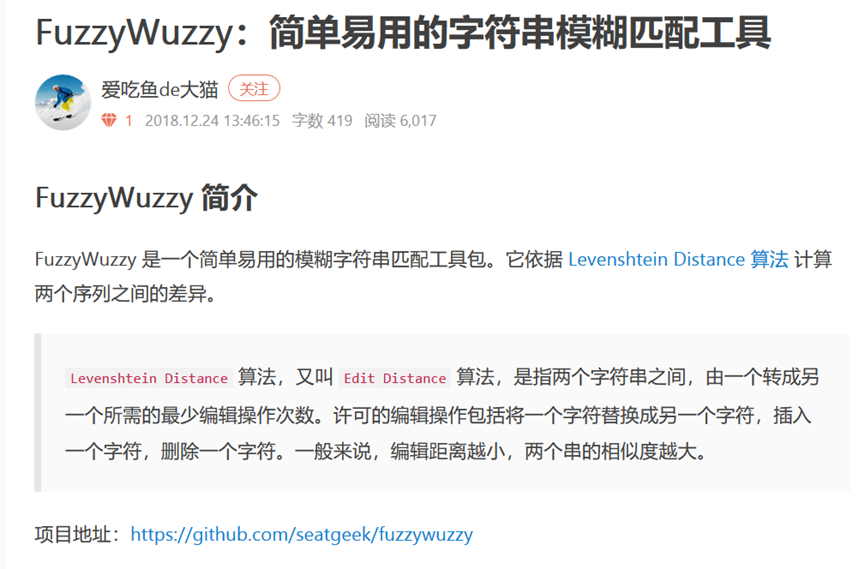 FuzzyWuzzy：简单易用的字符串模糊匹配工具
爱吃鱼de大猫 关注
1 2018.12.24 13:46:15 字数 419 阅读 6,017
FuzzyWuzzy 简介
FuzzyWuzzy 是一个简单易用的模糊字符串匹配工具包。它依据 Levenshtein Distance 算法 计算
两个序列之间的差异。
Levenshtein Distance 算法，又叫 Edit Distance 算法，是指两个字符串之间，由一个转成另
一个所需的最少编辑操作次数。许可的编辑操作包括将一个字符替换成另一个字符，插入
一个字符，删除一个字符。一般来说，编辑距离越小，两个串的相似度越大。
项目地址：https://github.com/seatgeek/fuzzywuzzy